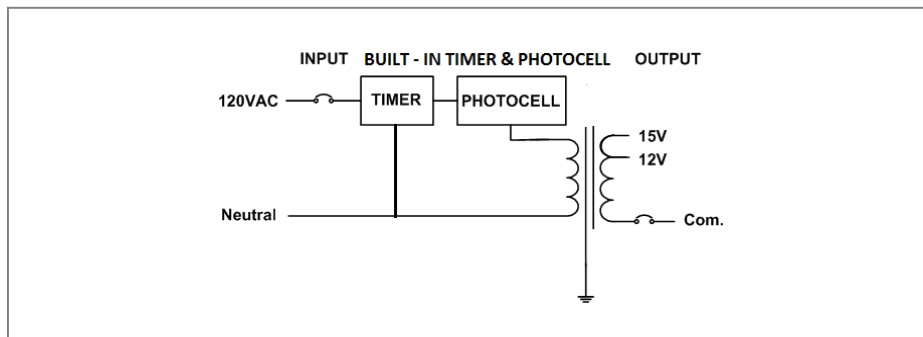 INPUT BUILT - IN TIMER & PHOTOCELL OUTPUT
120VAC TIMER PHOTOCELL
15V
12V
Neutral Com.